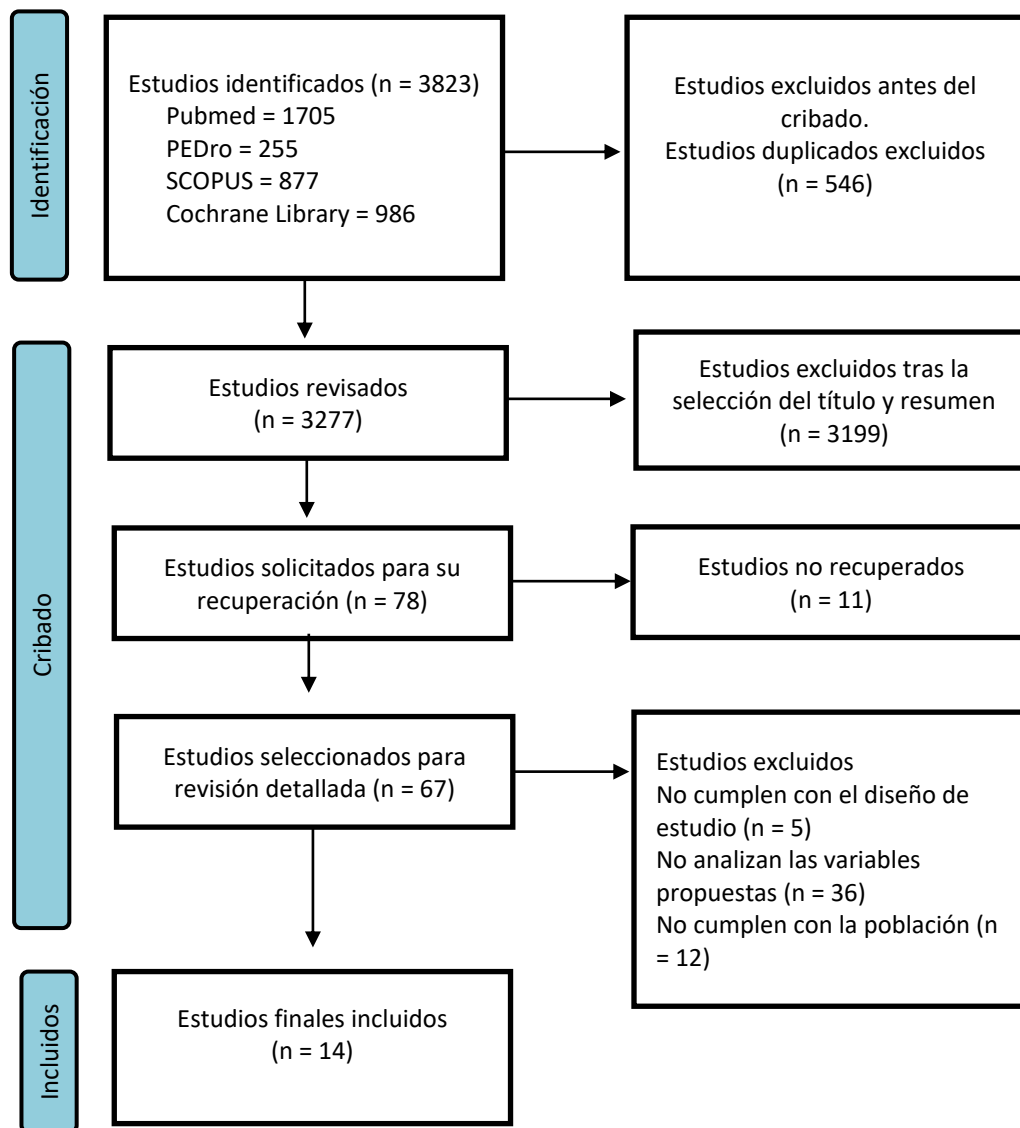 Identificación
Estudios identificados (n = 3823)
Pubmed = 1705
PEDro = 255
SCOPUS = 877
Cochrane Library = 986
Estudios excluidos antes del
cribado.
Estudios duplicados excluidos
(n = 546)
Cribado
Estudios revisados
(n = 3277)
Estudios excluidos tras la
selección del título y resumen
(n = 3199)
Estudios solicitados para su
recuperación (n = 78)
Estudios no recuperados
(n = 11)
Estudios seleccionados para
revisión detallada (n = 67)
Estudios excluidos
No cumplen con el diseño de
estudio (n = 5)
No analizan las variables
propuestas (n = 36)
No cumplen con la población (n
= 12)
Incluidos
Estudios finales incluidos
(n = 14)